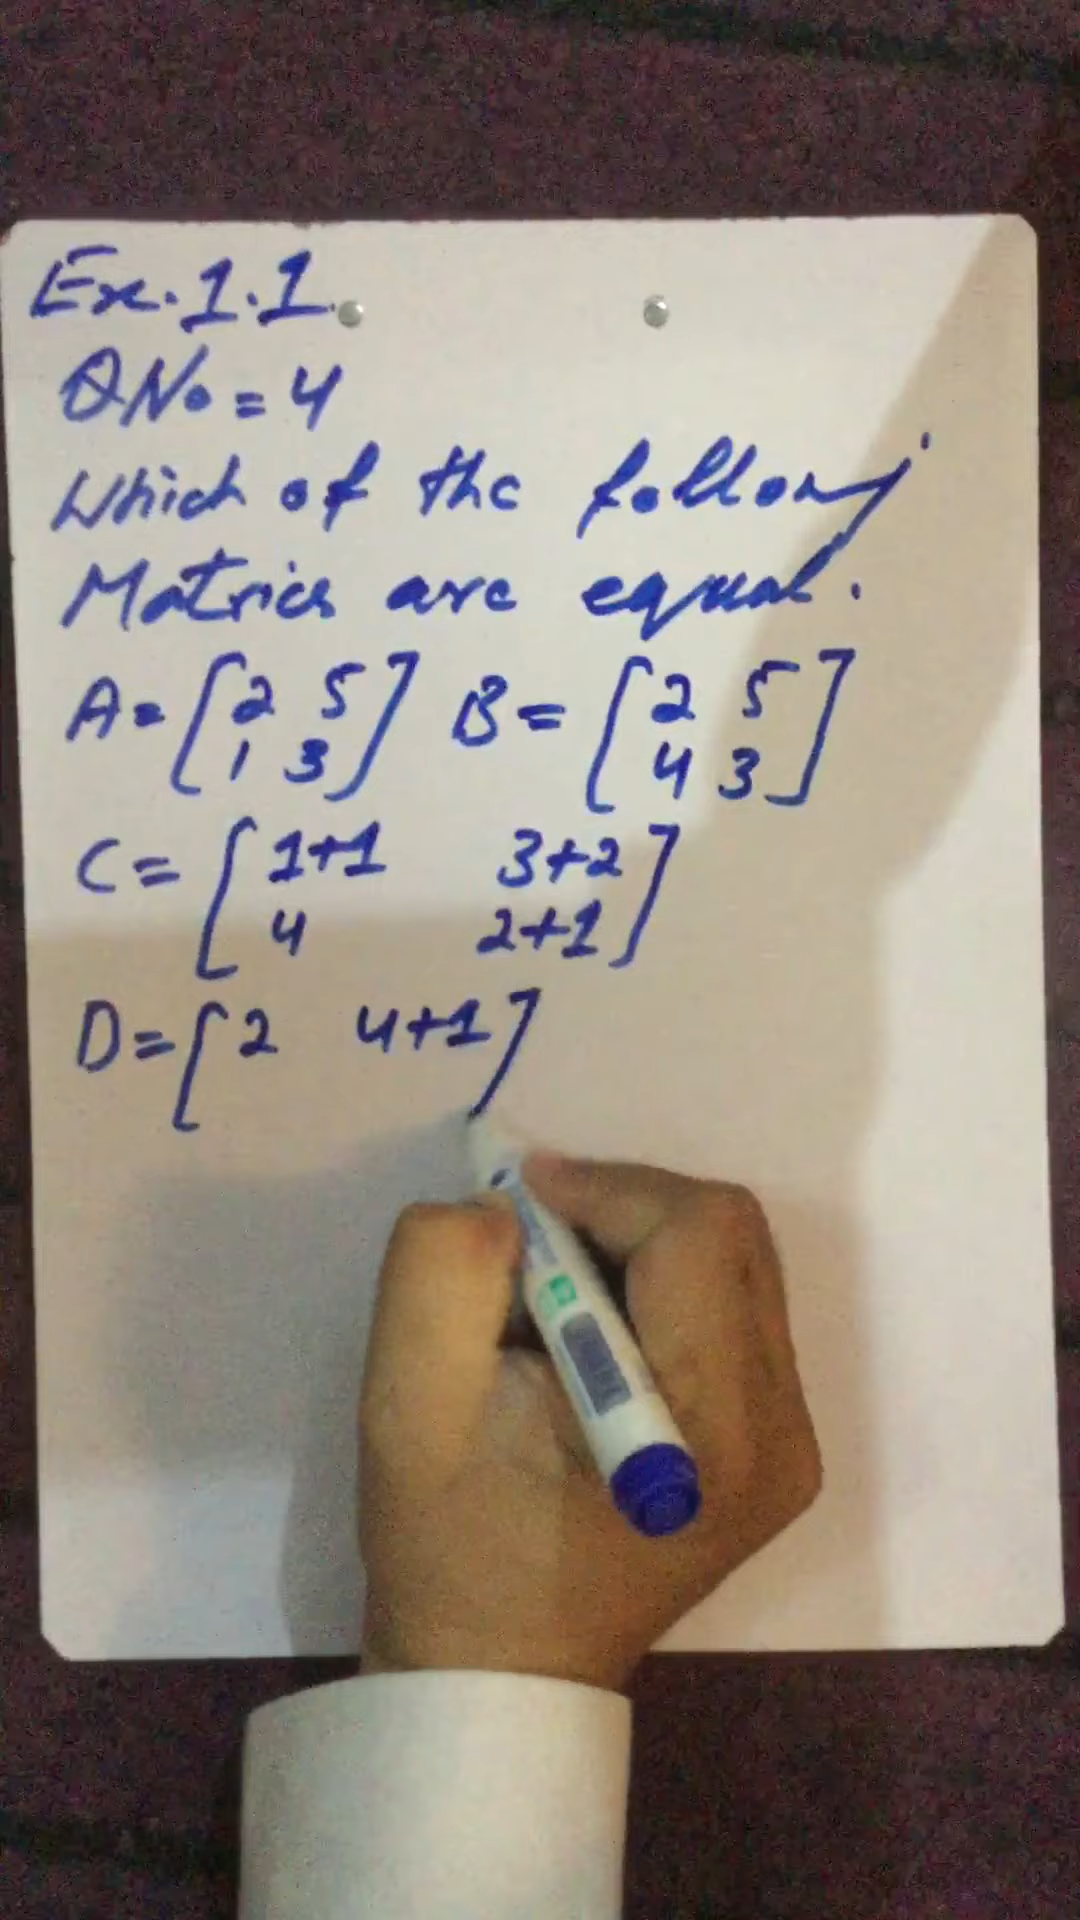 Ex. 1.1.
QNo = 4
Which of the following
Matrices are equal.
A= [2 5] B= [2 5]
1 3 4 3
C= [1+1 3+2]
4 2+1
D= [2 4+1]